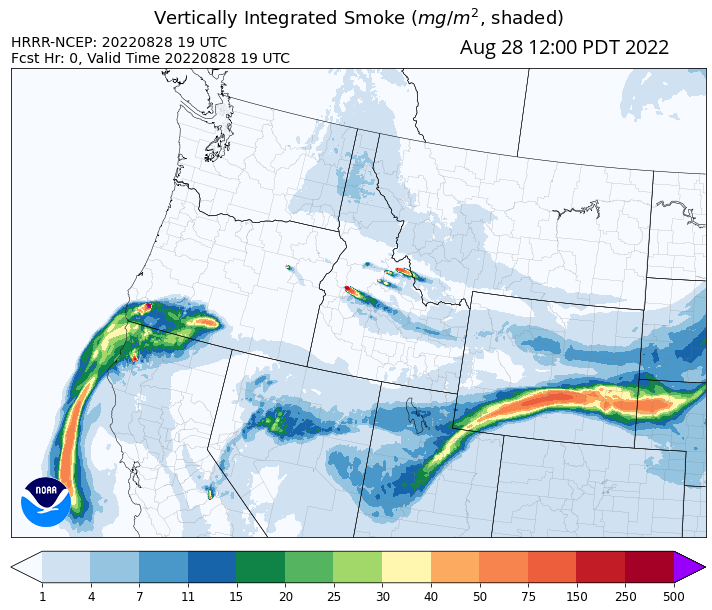 Vertically Integrated Smoke (mg/m², shaded)
HRRR-NCEP: 20220828 19 UTC
Aug 28 12:00 PDT 2022
Fcst Hr: 0, Valid Time 20220828 19 UTC
NOAA
1 4 7 11 15 20 25 30 40 50 75 150 250 500